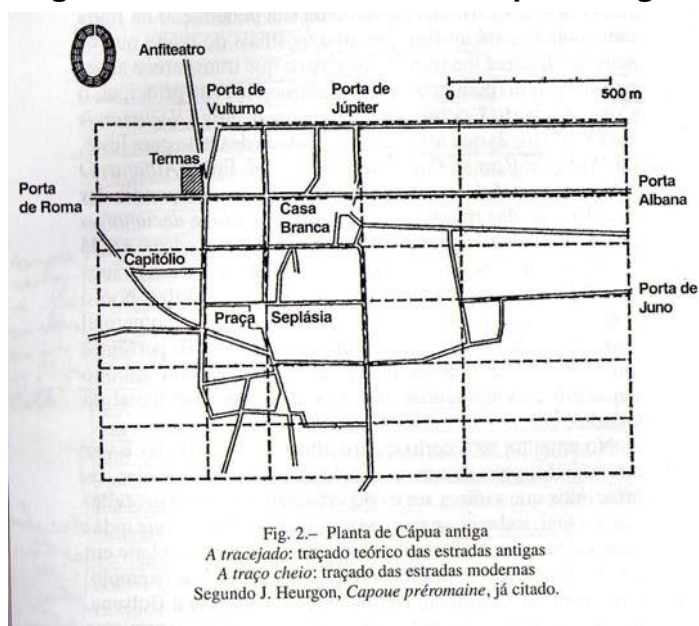 Anfiteatro
Porta de
Vulturno
Porta de
Júpiter
500 m
Termas
Porta
de Roma
Casa
Branca
Porta
Albana
Capitólio
Porta de
Juno
Praça
Seplásia
Fig. 2.– Planta de Cápua antiga
A tracejado: traçado teórico das estradas antigas
A traço cheio: traçado das estradas modernas
Segundo J. Heurgon, Capoue préromaine, já citado.